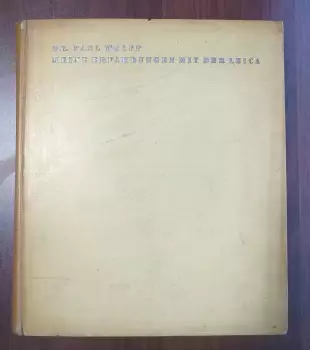 DR. PAUL WOLFF
MEINE ERFAHRUNGEN MIT DER LEICA